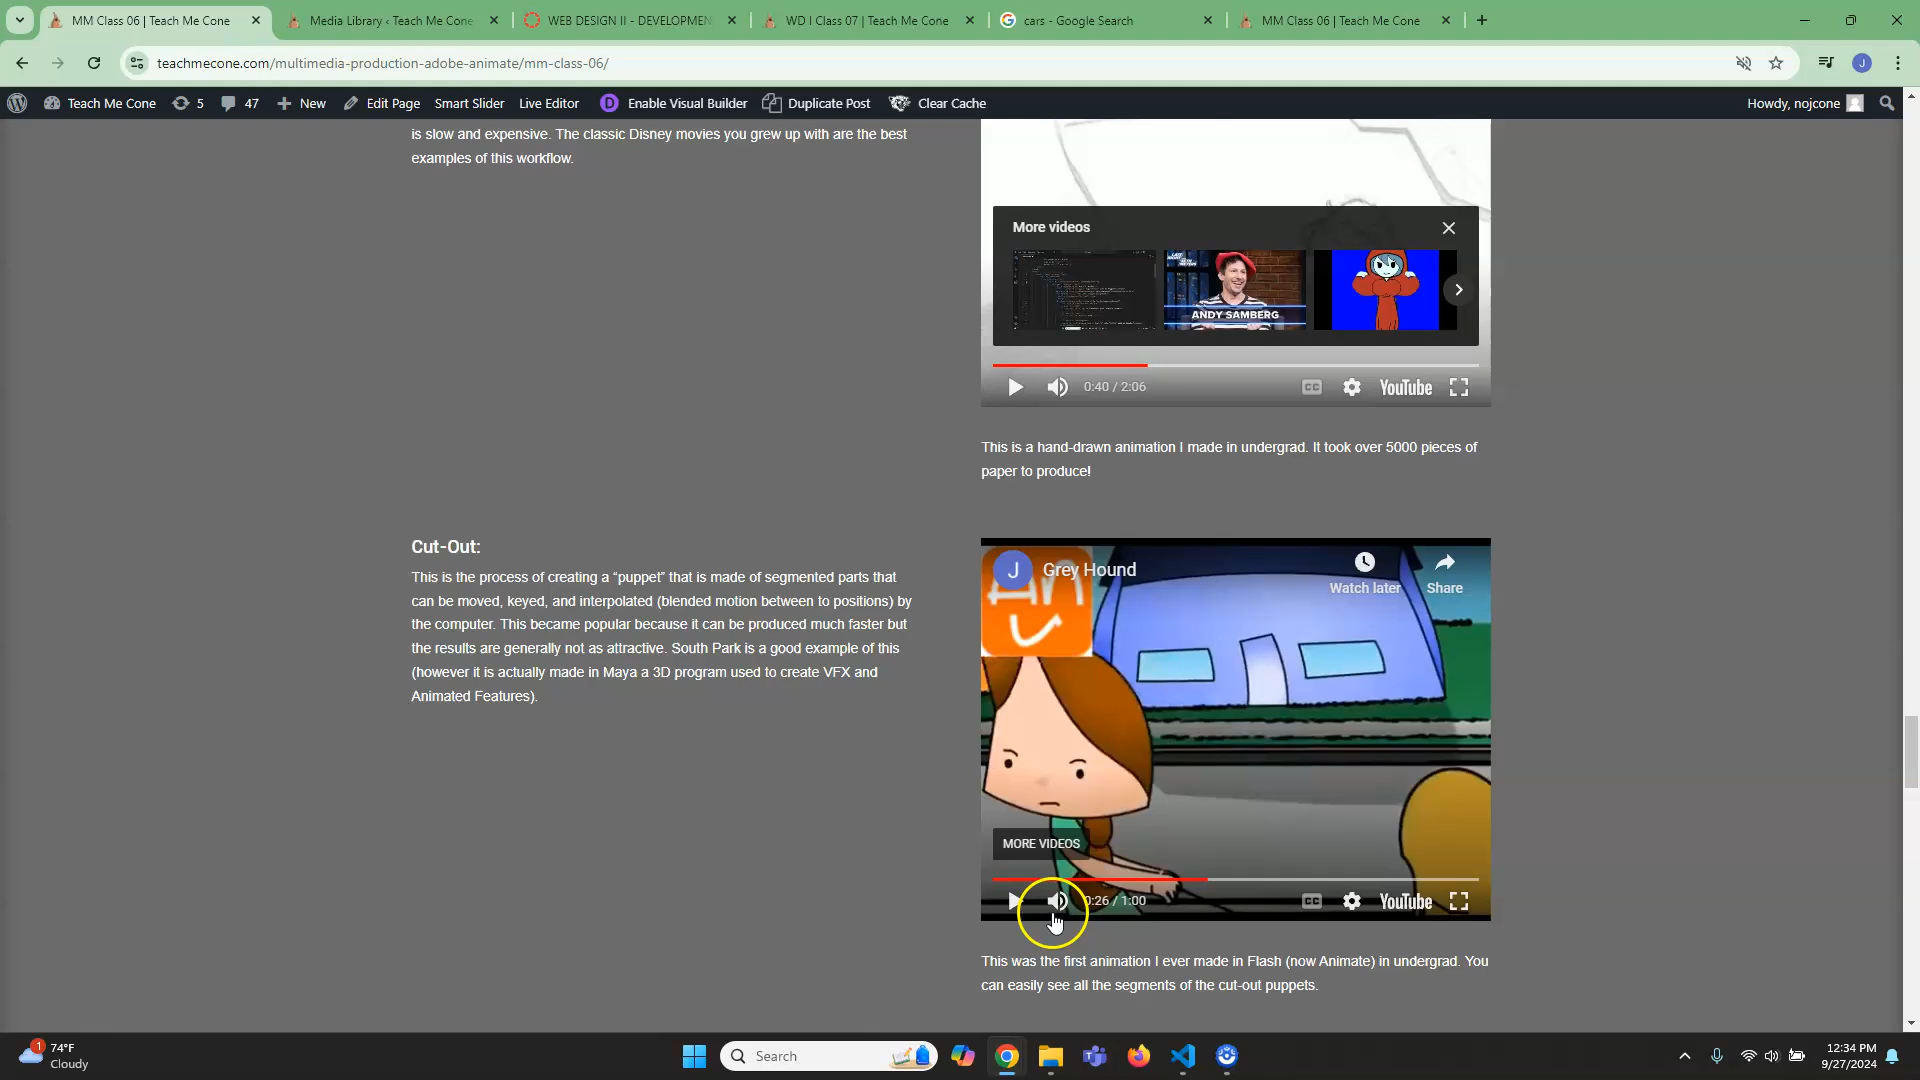 MM Class 06 | Teach Me Cone
Media Library ‹ Teach Me Cone
WEB DESIGN II - DEVELOPMEN
WD I Class 07 | Teach Me Cone
cars - Google Search
MM Class 06 | Teach Me Cone
teachmecone.com/multimedia-production-adobe-animate/mm-class-06/
J
Teach Me Cone 5 47 New Edit Page Smart Slider Live Editor D Enable Visual Builder Duplicate Post Clear Cache Howdy, nojcone
is slow and expensive. The classic Disney movies you grew up with are the best
examples of this workflow.
More videos
ANDY SAMBERG
0:40 / 2:06
CC YouTube
This is a hand-drawn animation I made in undergrad. It took over 5000 pieces of
paper to produce!
Cut-Out:
This is the process of creating a “puppet” that is made of segmented parts that
can be moved, keyed, and interpolated (blended motion between to positions) by
the computer. This became popular because it can be produced much faster but
the results are generally not as attractive. South Park is a good example of this
(however it is actually made in Maya a 3D program used to create VFX and
Animated Features).
J Grey Hound
Watch later
Share
MORE VIDEOS
0:26 / 1:00
CC YouTube
This was the first animation I ever made in Flash (now Animate) in undergrad. You
can easily see all the segments of the cut-out puppets.
1
74°F
Cloudy
Search
12:34 PM
9/27/2024